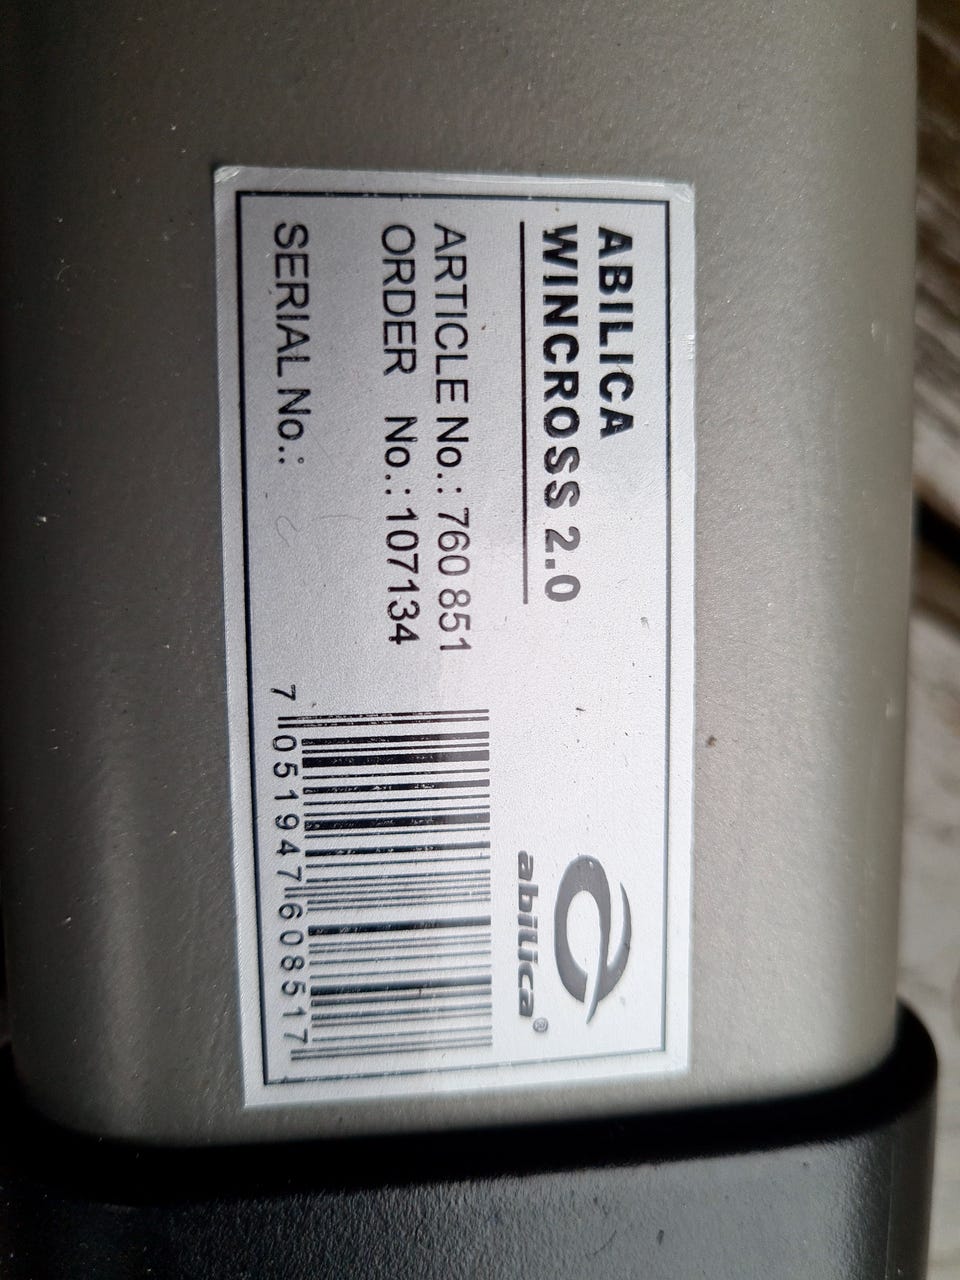 ABILICA
WINCROSS 2.0
ARTICLE No.: 760 851
ORDER No.: 107134
SERIAL No.:
abilica®
7 051947 608517